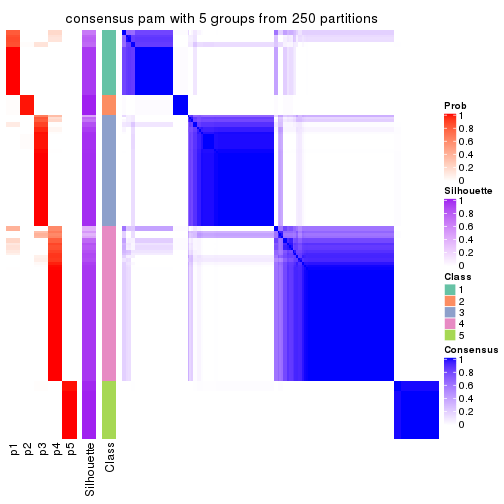 consensus pam with 5 groups from 250 partitions
Prob
1
0.8
0.6
0.4
0.2
0
Silhouette
1
0.8
0.6
0.4
0.2
0
Class
1
2
3
4
5
Consensus
1
0.8
0.6
0.4
0.2
0
p1
p2
p3
p4
p5
Silhouette
Class